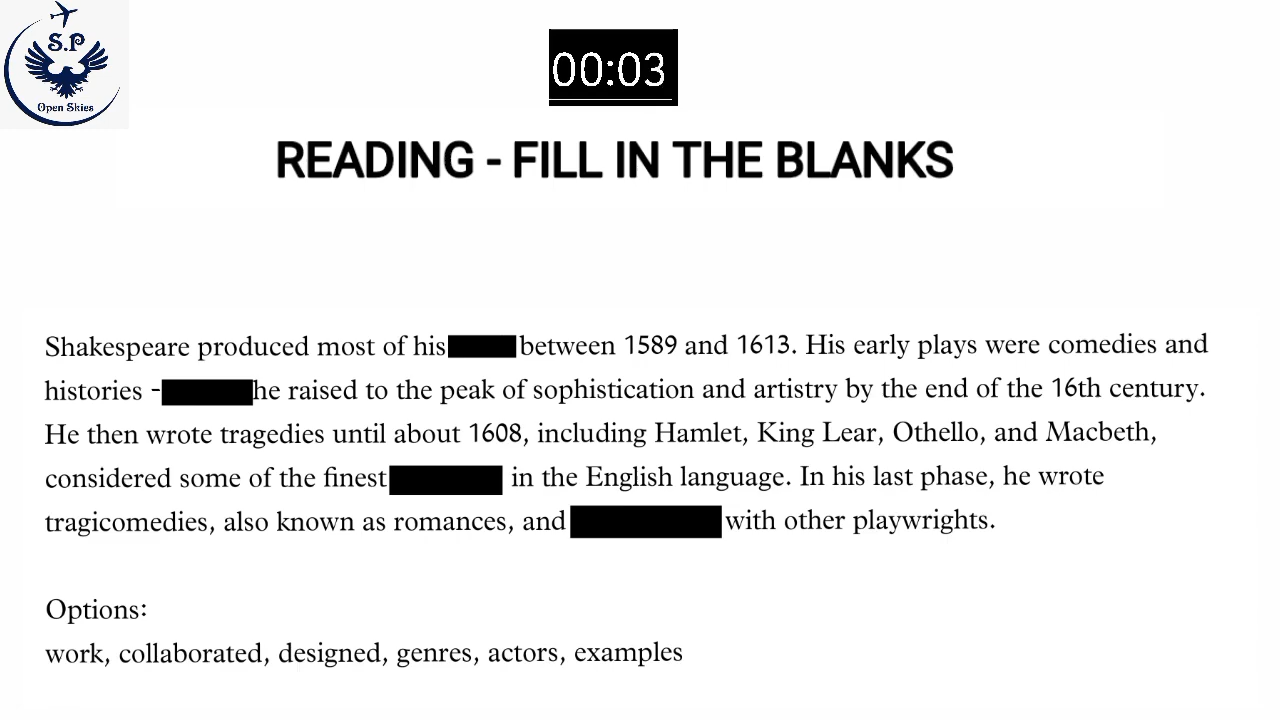 S.P
Open Skies
00:03
READING - FILL IN THE BLANKS
Shakespeare produced most of his between 1589 and 1613. His early plays were comedies and
histories - he raised to the peak of sophistication and artistry by the end of the 16th century.
He then wrote tragedies until about 1608, including Hamlet, King Lear, Othello, and Macbeth,
considered some of the finest in the English language. In his last phase, he wrote
tragicomedies, also known as romances, and with other playwrights.
Options:
work, collaborated, designed, genres, actors, examples